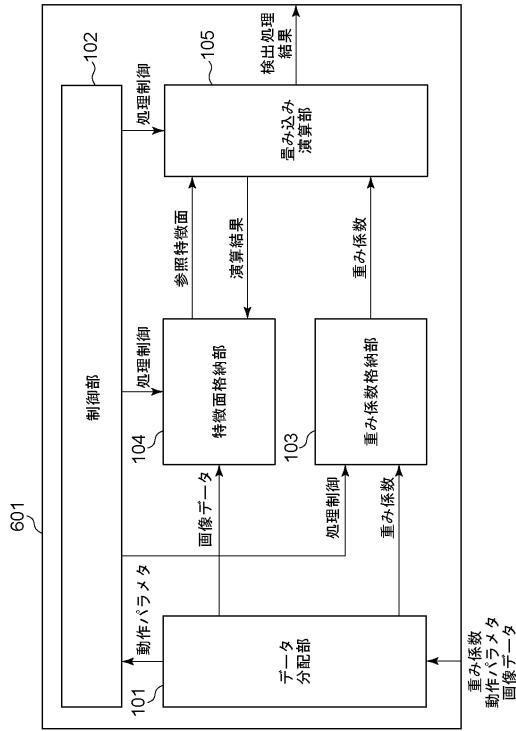 601
制御部
102
動作パラメタ
処理制御
処理制御
101
データ
分配部
画像データ
104
特徴面格納部
参照特徴面
演算結果
105
畳み込み
演算部
検出処理
結果
処理制御
重み係数
103
重み係数格納部
重み係数
重み係数
動作パラメタ
画像データ